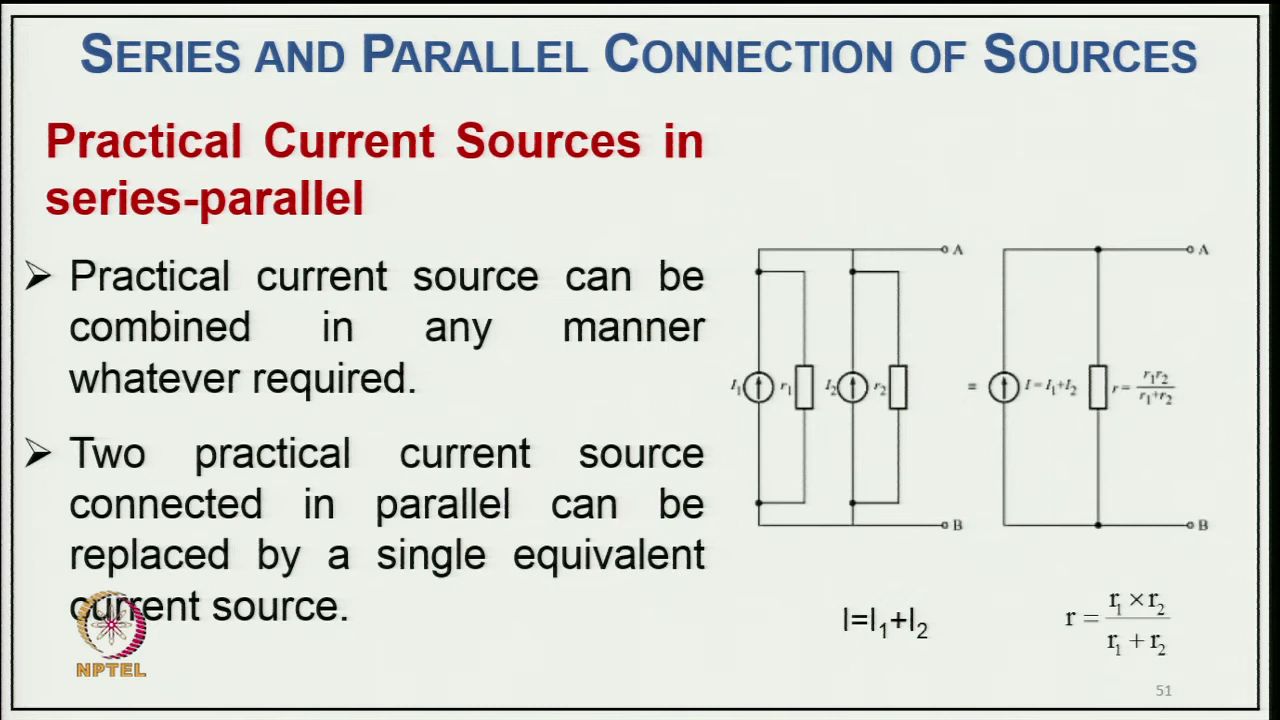 SERIES AND PARALLEL CONNECTION OF SOURCES
Practical Current Sources in
series-parallel
➢ Practical current source can be
combined in any manner
whatever required.
➢ Two practical current source
connected in parallel can be
replaced by a single equivalent
current source.
A
A
I₁
r₁
I₂
r₂
=
I = I₁+I₂
r = r₁r₂ / r₁+r₂
B
B
I=I₁+I₂
r = r₁ × r₂ / r₁ + r₂
NPTEL
51